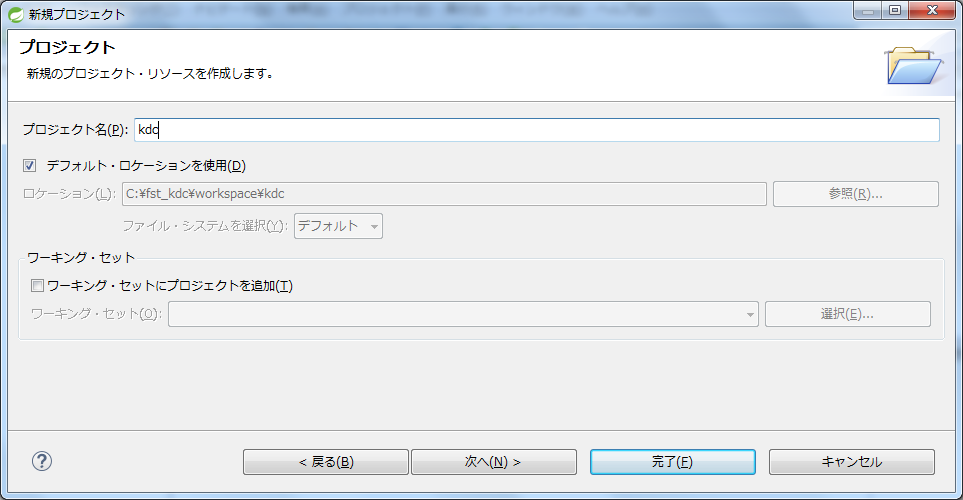 新規プロジェクト
プロジェクト
新規のプロジェクト・リソースを作成します。
プロジェクト名(P): kdc
デフォルト・ロケーションを使用(D)
ロケーション(L): C:¥fst_kdc¥workspace¥kdc 参照(R)...
ファイル・システムを選択(Y): デフォルト
ワーキング・セット
ワーキング・セットにプロジェクトを追加(T)
ワーキング・セット(O): 選択(E)...
? < 戻る(B) 次へ(N) > 完了(F) キャンセル